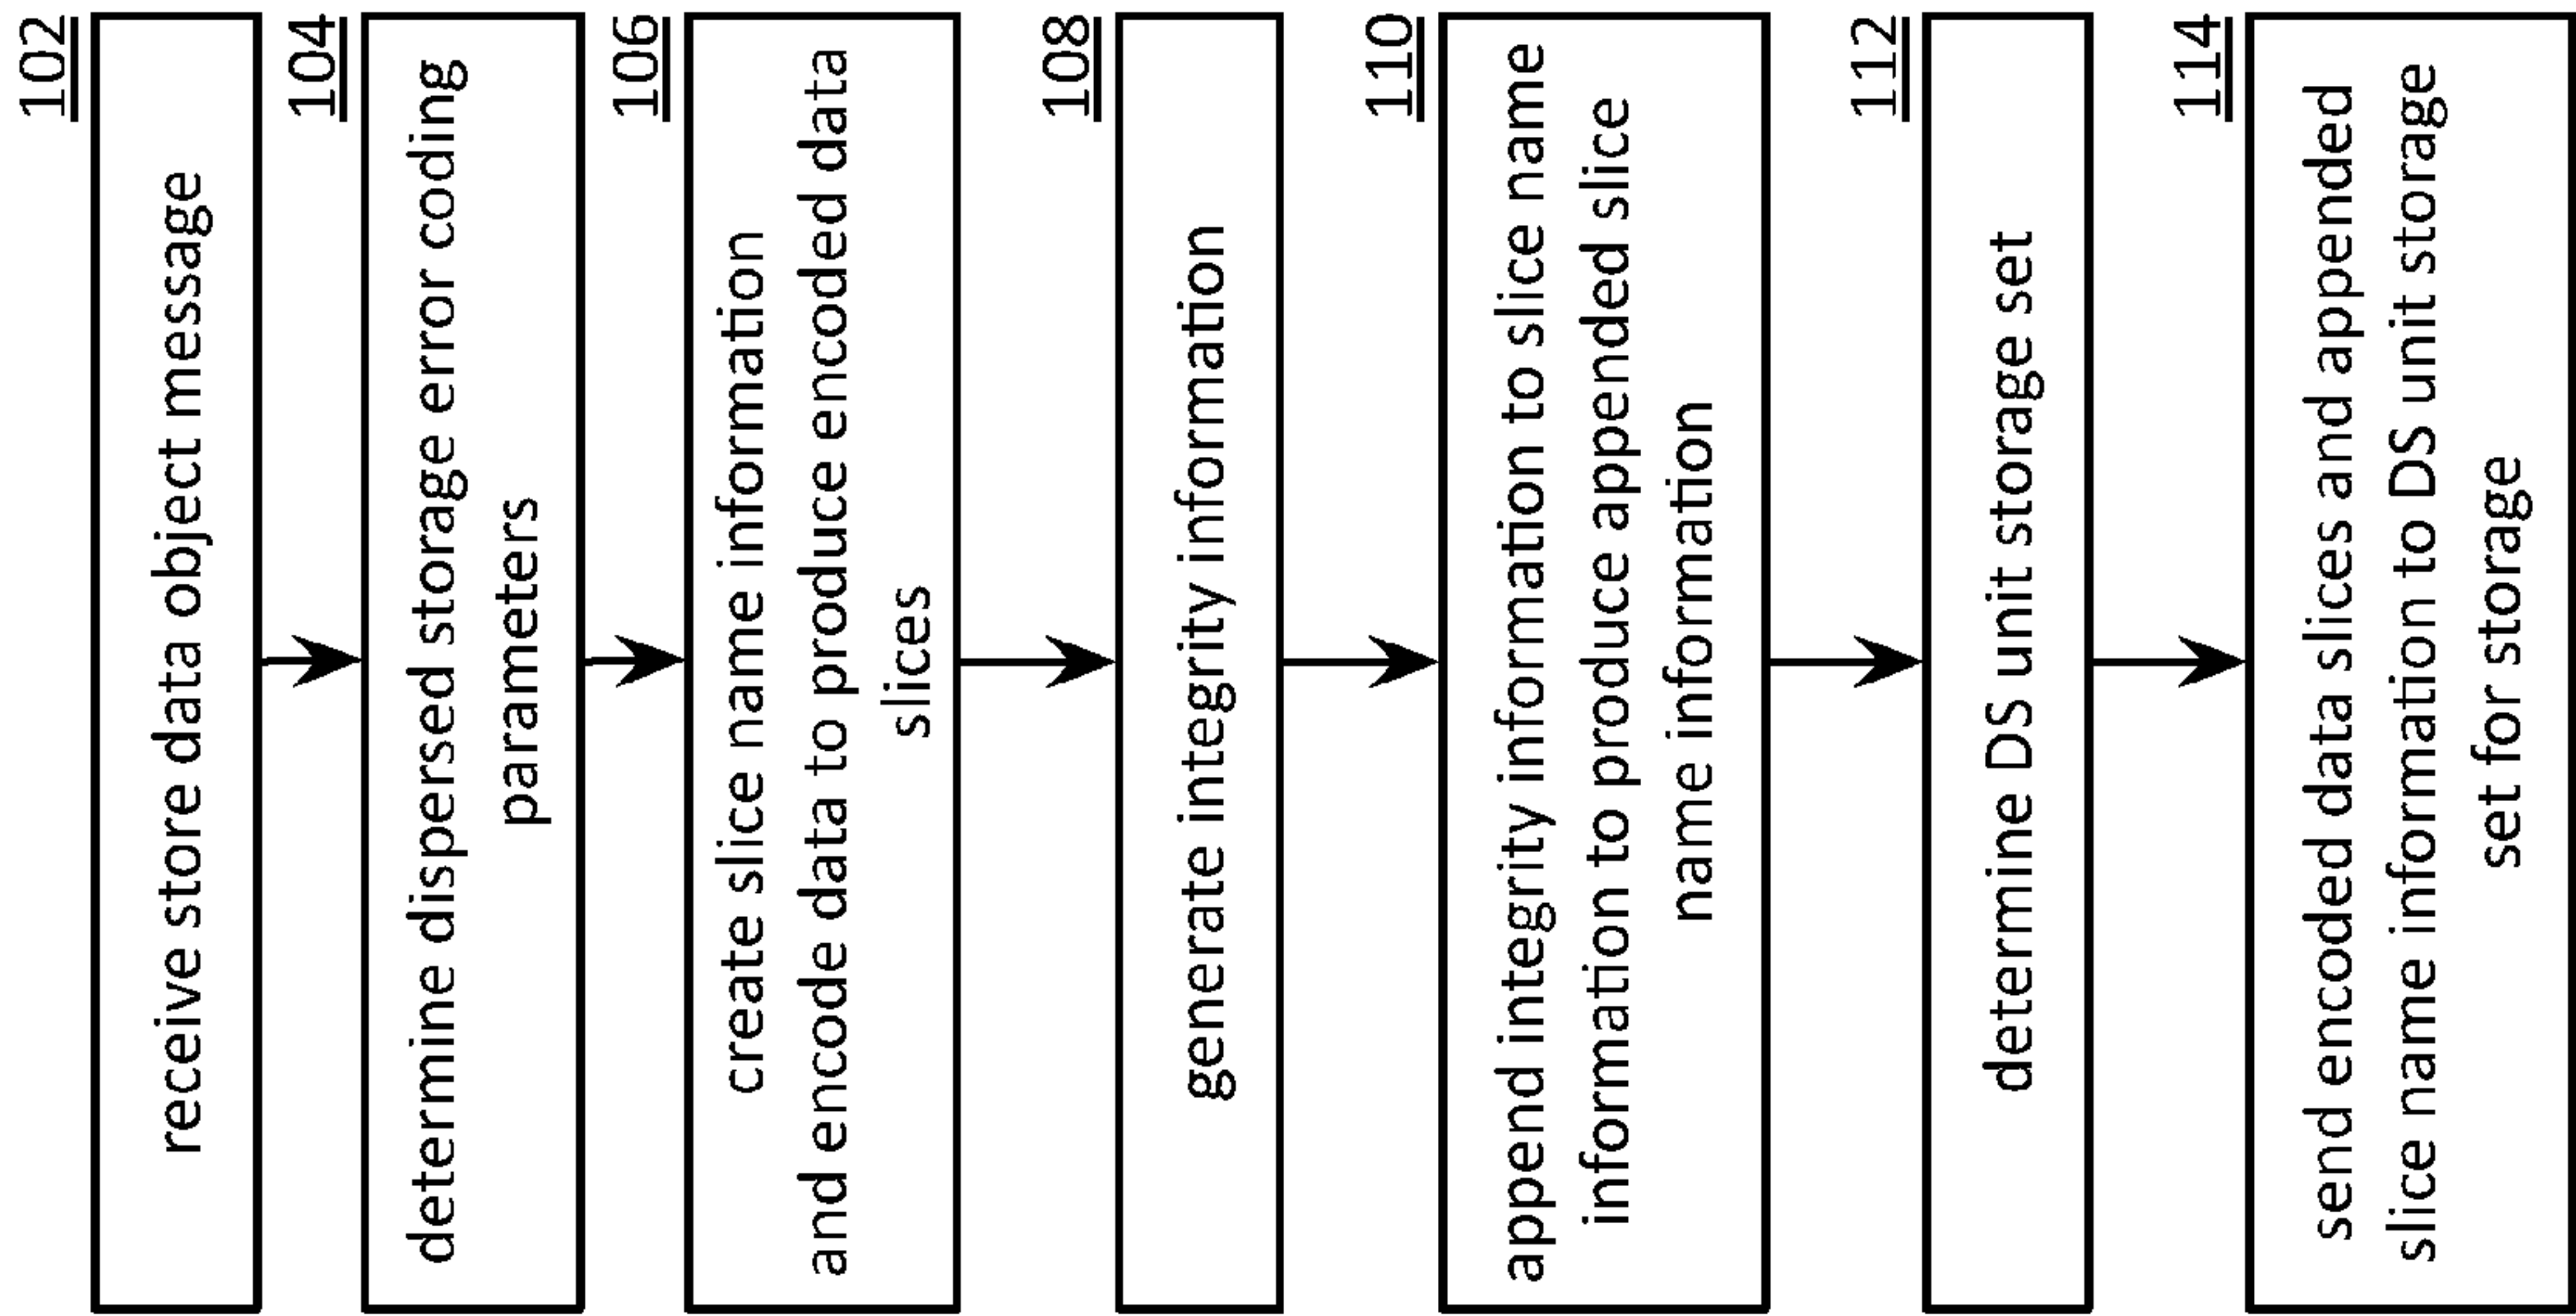 102
receive store data object message
104
determine dispersed storage error coding
parameters
106
create slice name information
and encode data to produce encoded data
slices
108
generate integrity information
110
append integrity information to slice name
information to produce appended slice
name information
112
determine DS unit storage set
114
send encoded data slices and appended
slice name information to DS unit storage
set for storage